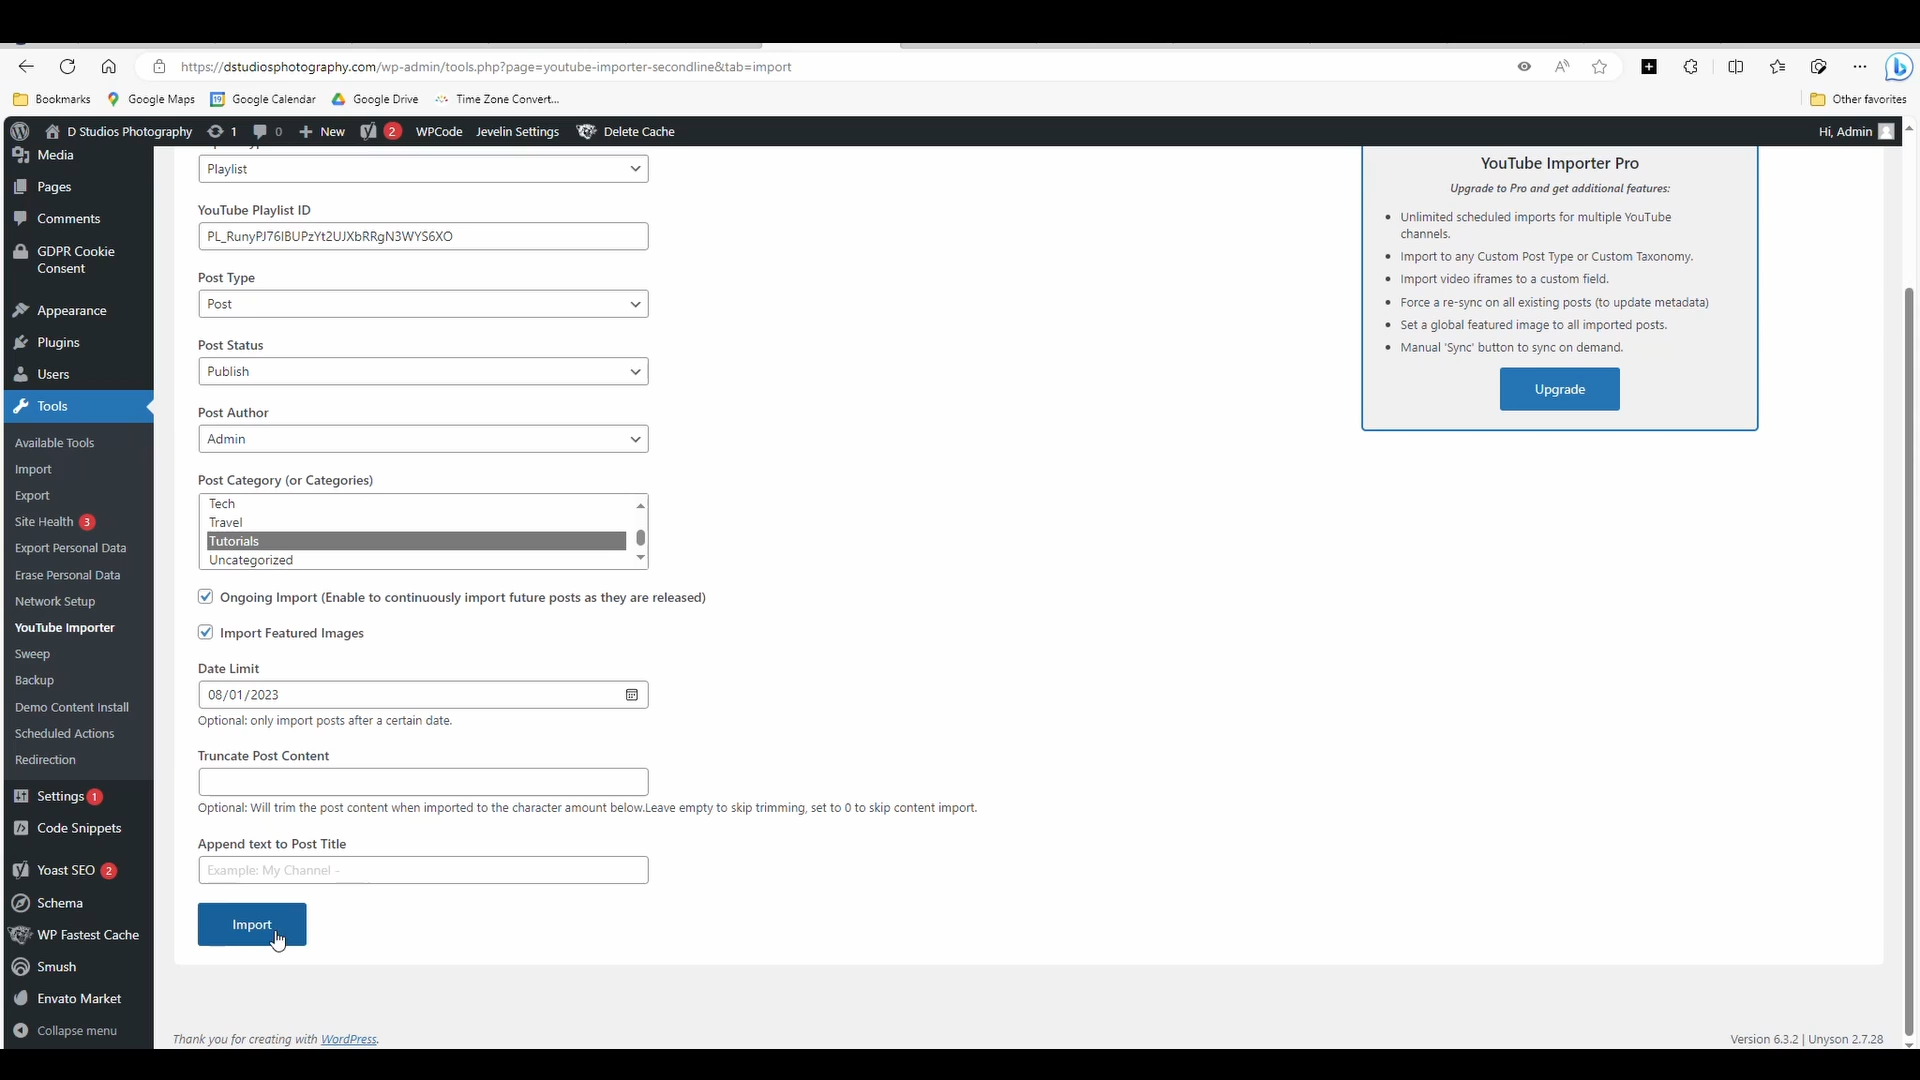 https://dstudiosphotography.com/wp-admin/tools.php?page=youtube-importer-secondline&tab=import
Bookmarks Google Maps Google Calendar Google Drive Time Zone Convert... Other favorites
D Studios Photography 1 0 New 2 WPCode Jevelin Settings Delete Cache Hi, Admin
Media
Pages
Comments
GDPR Cookie
Consent
Appearance
Plugins
Users
Tools
Available Tools
Import
Export
Site Health 3
Export Personal Data
Erase Personal Data
Network Setup
YouTube Importer
Sweep
Backup
Demo Content Install
Scheduled Actions
Redirection
Settings 1
Code Snippets
Yoast SEO 2
Schema
WP Fastest Cache
Smush
Envato Market
Collapse menu
Playlist
YouTube Playlist ID
PL_RunyPJ76IBUPzYt2UJXbRRgN3WYS6XO
Post Type
Post
Post Status
Publish
Post Author
Admin
Post Category (or Categories)
Tech
Travel
Tutorials
Uncategorized
Ongoing Import (Enable to continuously import future posts as they are released)
Import Featured Images
Date Limit
08/01/2023
Optional: only import posts after a certain date.
Truncate Post Content
Optional: Will trim the post content when imported to the character amount below.Leave empty to skip trimming, set to 0 to skip content import.
Append text to Post Title
Example: My Channel -
Import
YouTube Importer Pro
Upgrade to Pro and get additional features:
Unlimited scheduled imports for multiple YouTube
channels.
Import to any Custom Post Type or Custom Taxonomy.
Import video iframes to a custom field.
Force a re-sync on all existing posts (to update metadata)
Set a global featured image to all imported posts.
Manual 'Sync' button to sync on demand.
Upgrade
Thank you for creating with WordPress.
Version 6.3.2 | Unyson 2.7.28